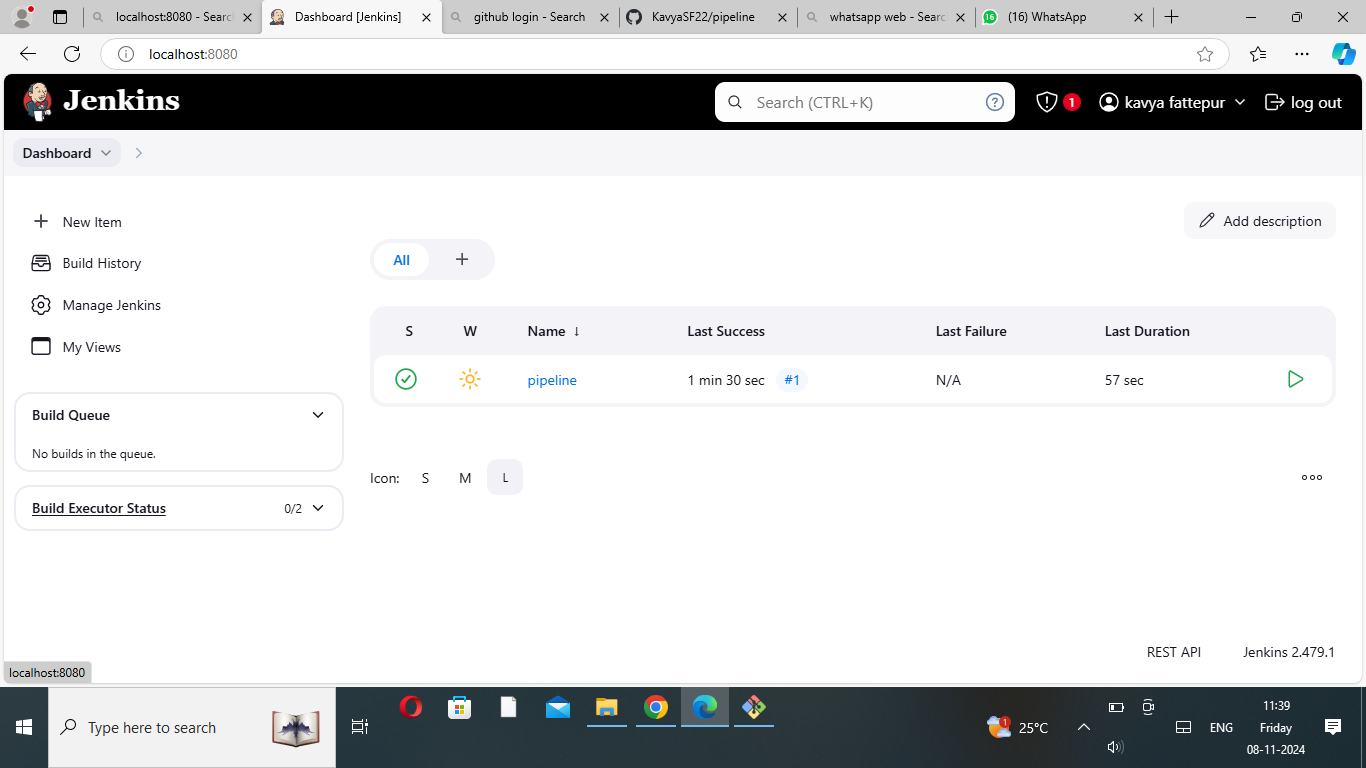 localhost:8080 - Searc
Dashboard [Jenkins]
github login - Search
KavyaSF22/pipeline
whatsapp web - Searc
16
(16) WhatsApp
localhost:8080
Jenkins
Search (CTRL+K)
?
1
kavya fattepur
log out
Dashboard
New Item
Build History
Manage Jenkins
My Views
Add description
All
+
S W Name ↓ Last Success Last Failure Last Duration
pipeline 1 min 30 sec #1 N/A 57 sec
Build Queue
No builds in the queue.
Build Executor Status 0/2
Icon: S M L
REST API Jenkins 2.479.1
localhost:8080
Type here to search
1
25°C
ENG
11:39
Friday
08-11-2024